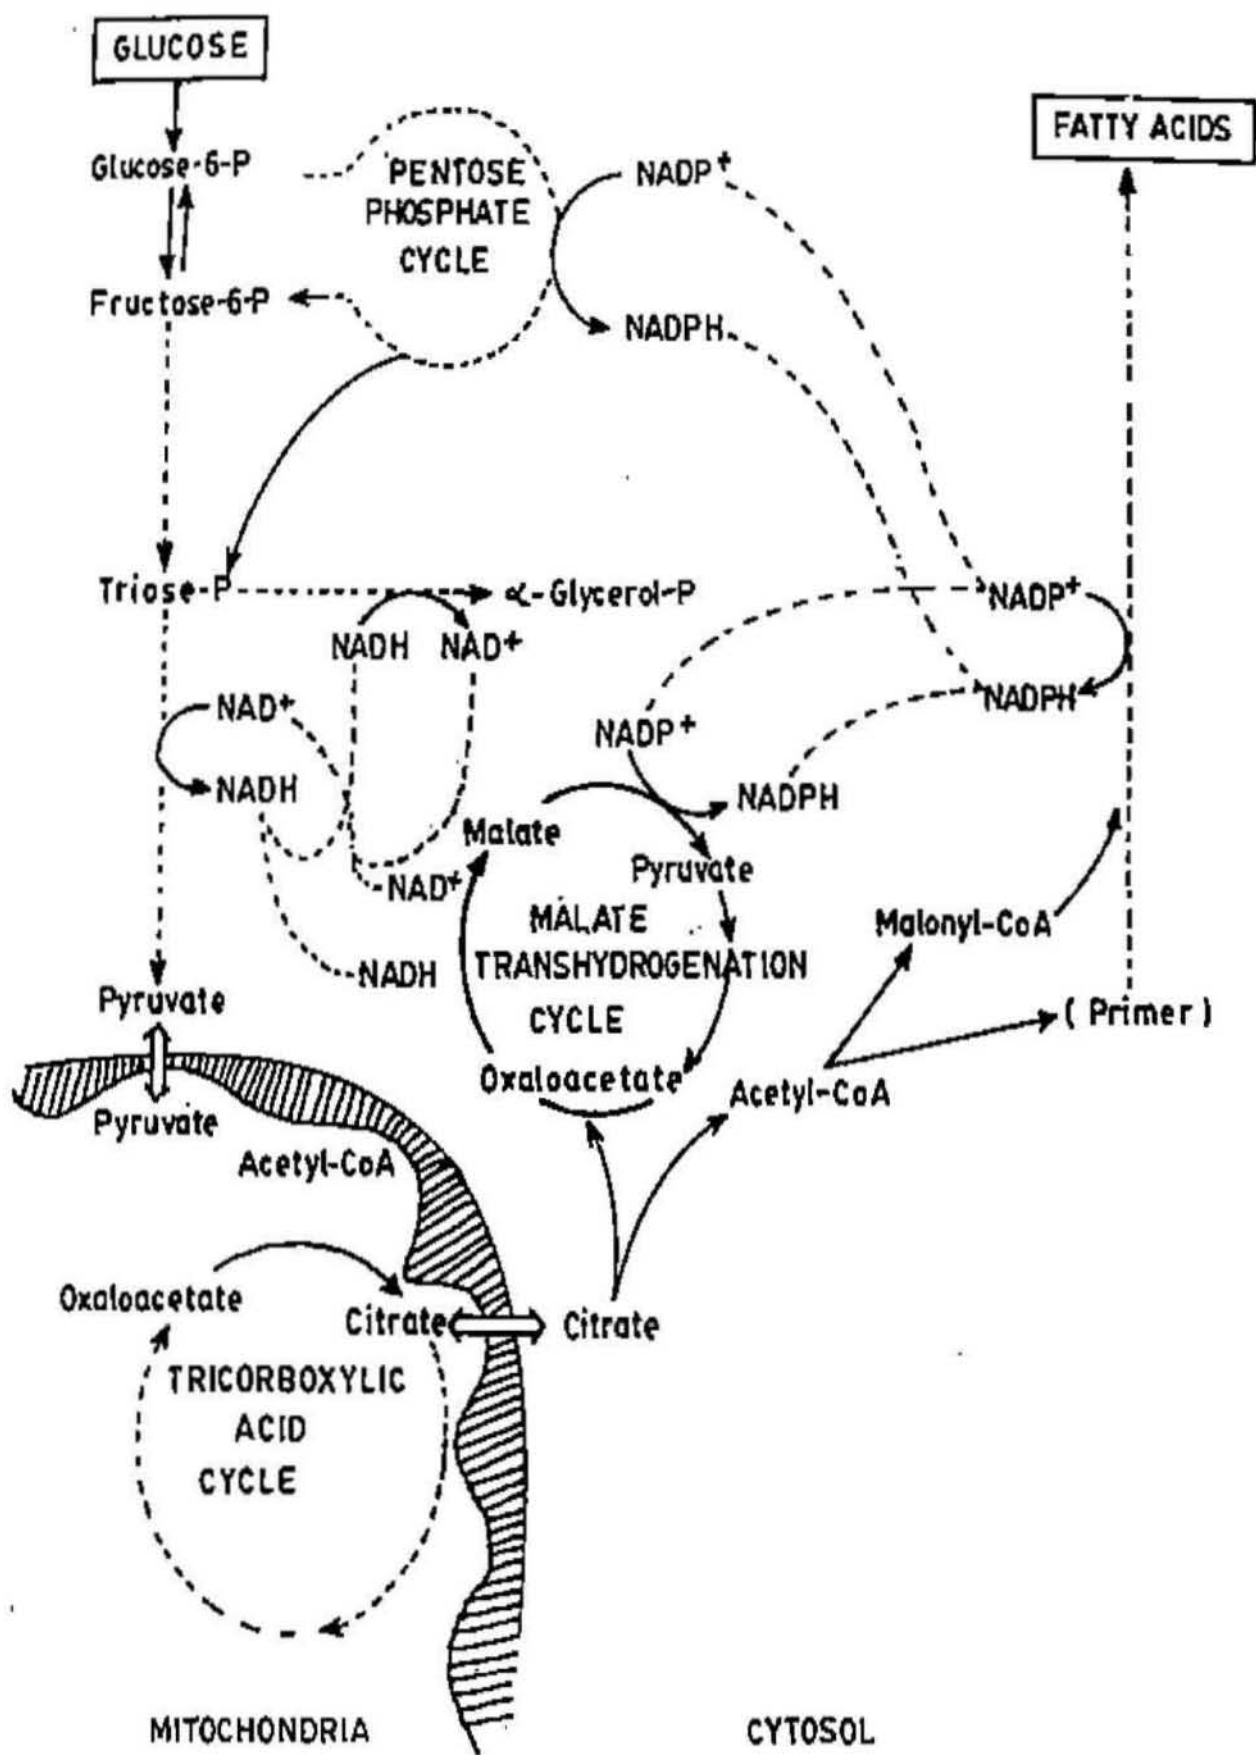 GLUCOSE
FATTY ACIDS
Glucose-6-P
PENTOSE
PHOSPHATE
CYCLE
NADP+
Fructose-6-P
NADPH
Triose-P
α-Glycerol-P
NADP+
NADH
NAD+
NAD+
NADPH
NADP+
NADH
NADPH
Malate
Pyruvate
NAD+
MALATE
TRANSHYDROGENATION
CYCLE
Malonyl-CoA
NADH
Pyruvate
(Primer)
Oxaloacetate
Acetyl-CoA
Pyruvate
Acetyl-CoA
Oxaloacetate
Citrate
Citrate
TRICORBOXYLIC
ACID
CYCLE
MITOCHONDRIA
CYTOSOL